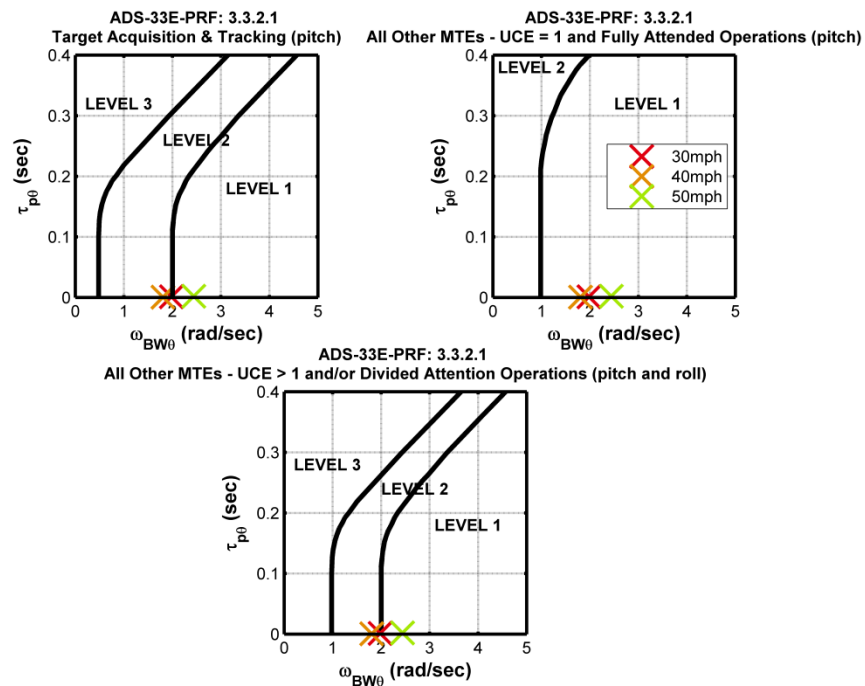 ADS-33E-PRF: 3.3.2.1
Target Acquisition & Tracking (pitch)
0.4
0.3
0.2
0.1
0
τpθ (sec)
LEVEL 3
LEVEL 2
LEVEL 1
0 1 2 3 4 5
ωBWθ (rad/sec)
ADS-33E-PRF: 3.3.2.1
All Other MTEs - UCE = 1 and Fully Attended Operations (pitch)
0.4
0.3
0.2
0.1
0
τpθ (sec)
LEVEL 2
LEVEL 1
30mph
40mph
50mph
0 1 2 3 4 5
ωBWθ (rad/sec)
ADS-33E-PRF: 3.3.2.1
All Other MTEs - UCE > 1 and/or Divided Attention Operations (pitch and roll)
0.4
0.3
0.2
0.1
0
τpθ (sec)
LEVEL 3
LEVEL 2
LEVEL 1
0 1 2 3 4 5
ωBWθ (rad/sec)